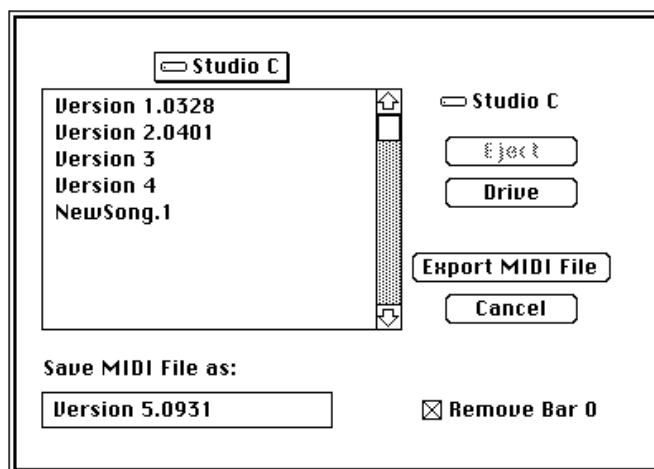 Studio C
Version 1.0328
Version 2.0401
Version 3
Version 4
NewSong.1
Studio C
Eject
Drive
Export MIDI File
Cancel
Save MIDI File as:
Version 5.0931
Remove Bar 0